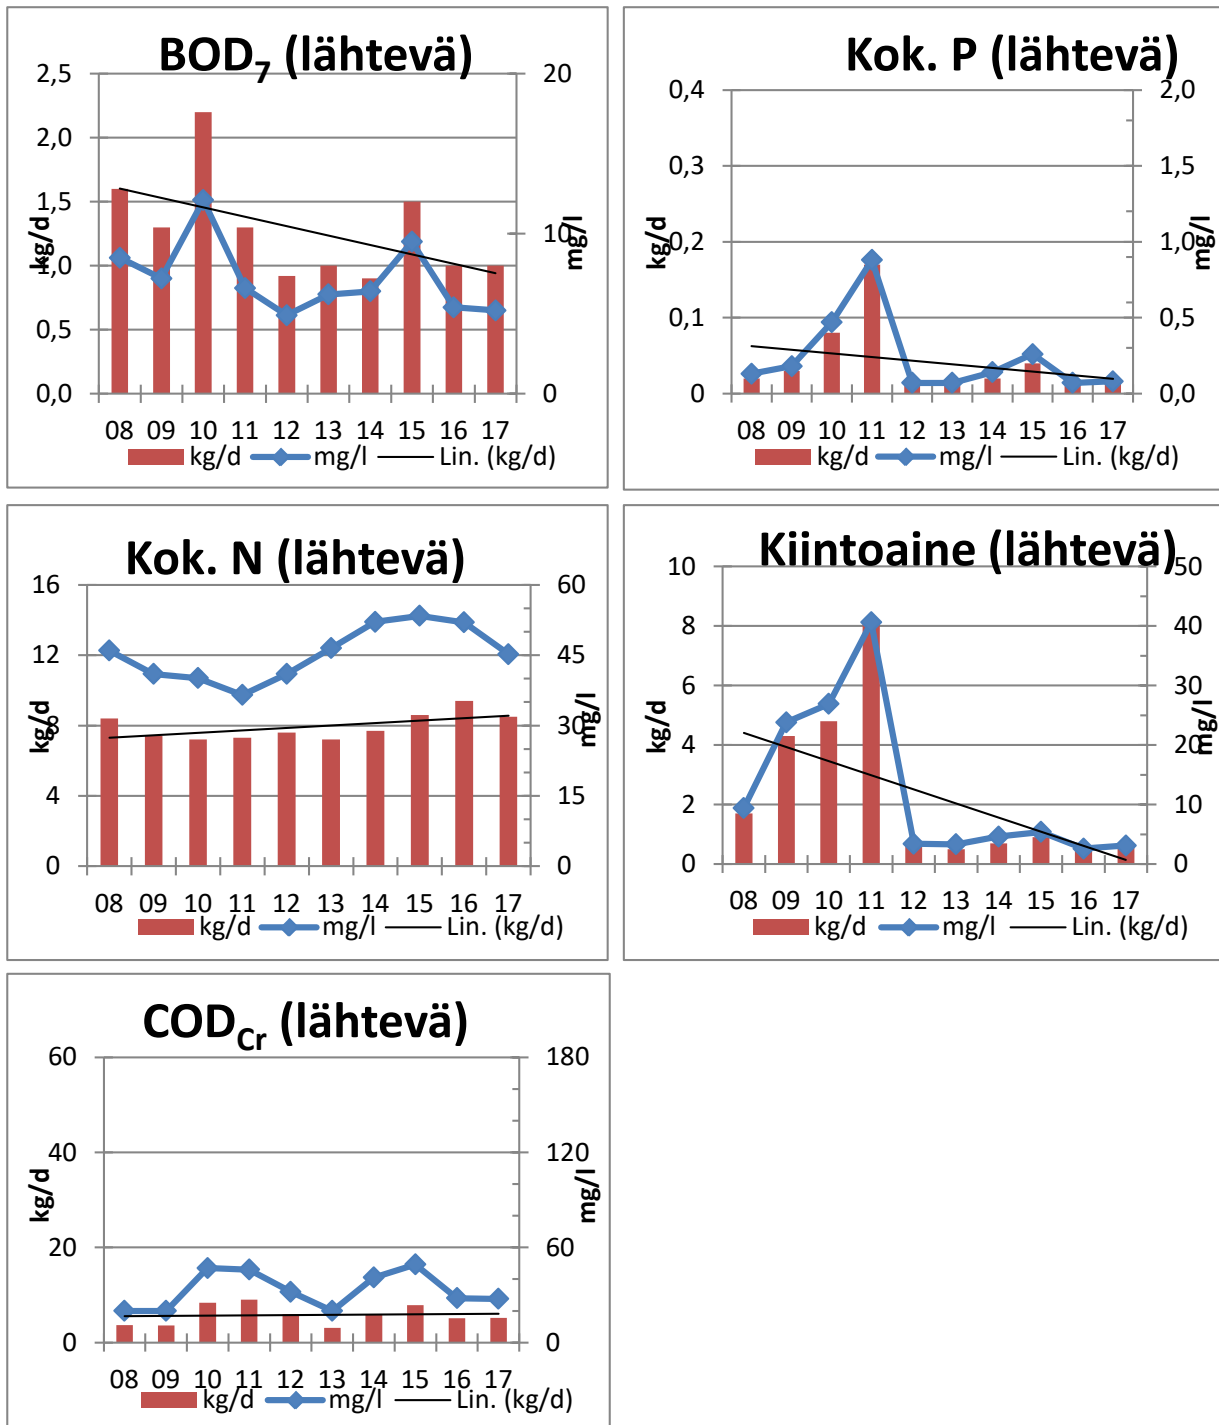 BOD7 (lähtevä)
2,5
2,0
1,5
1,0
0,5
0,0
kg/d
20
10
0
mg/l
08 09 10 11 12 13 14 15 16 17
kg/d mg/l Lin. (kg/d)
Kok. P (lähtevä)
0,4
0,3
0,2
0,1
0
kg/d
2,0
1,5
1,0
0,5
0,0
mg/l
08 09 10 11 12 13 14 15 16 17
kg/d mg/l Lin. (kg/d)
Kok. N (lähtevä)
16
12
8
4
0
kg/d
60
45
30
15
0
mg/l
08 09 10 11 12 13 14 15 16 17
kg/d mg/l Lin. (kg/d)
Kiintoaine (lähtevä)
10
8
6
4
2
0
kg/d
50
40
30
20
10
0
mg/l
08 09 10 11 12 13 14 15 16 17
kg/d mg/l Lin. (kg/d)
CODCr (lähtevä)
60
40
20
0
kg/d
180
120
60
0
mg/l
08 09 10 11 12 13 14 15 16 17
kg/d mg/l Lin. (kg/d)